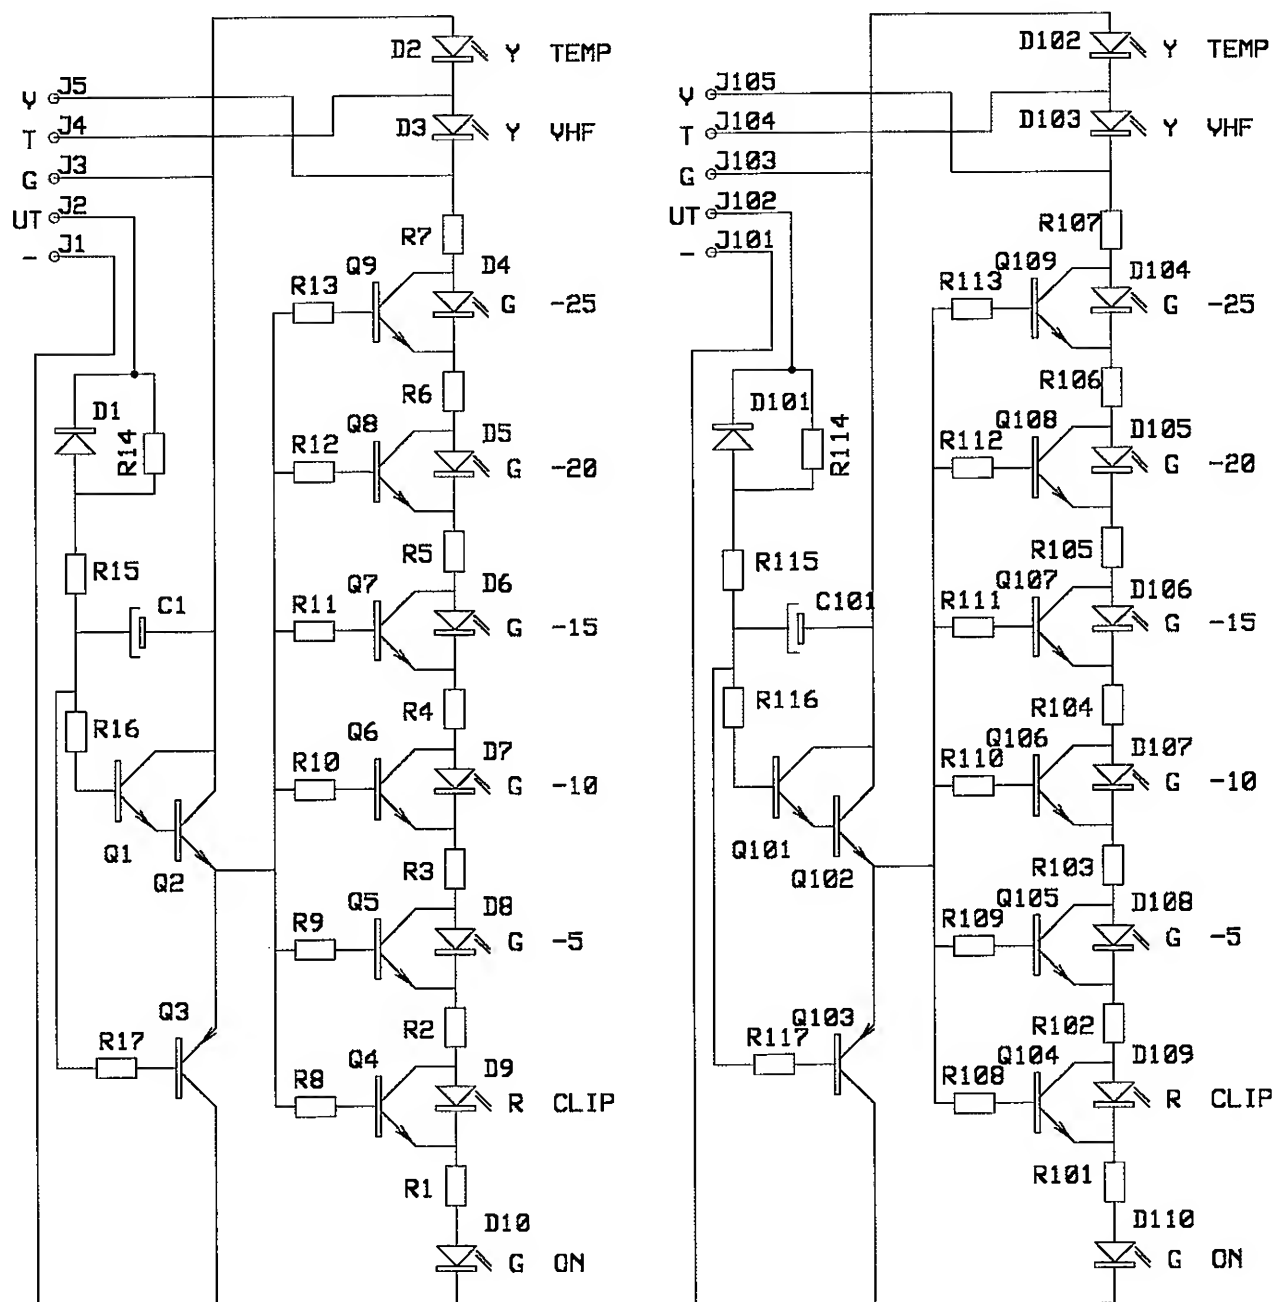 D2 Y TEMP
J5
Y
D3 Y VHF
J4
T
J3
G
J2
UT
J1
-
R7
Q9 D4
R13 G -25
R6
D1 Q8 D5
R14 R12 G -20
R5
R15 Q7 D6
C1 R11 G -15
R4
R16 Q6 D7
R10 G -10
Q1 R3
Q2 Q5 D8
R9 G -5
Q3 R2
R17 Q4 D9
R8 R CLIP
R1
D10
G ON
D102 Y TEMP
J105
Y
D103 Y VHF
J104
T
J103
G
J102
UT
J101
-
R107
Q109 D104
R113 G -25
R106
D101 Q108 D105
R114 R112 G -20
R105
R115 Q107 D106
C101 R111 G -15
R104
R116 Q106 D107
R110 G -10
Q101 R103
Q102 Q105 D108
R109 G -5
Q103 R102
R117 Q104 D109
R108 R CLIP
R101
D110
G ON